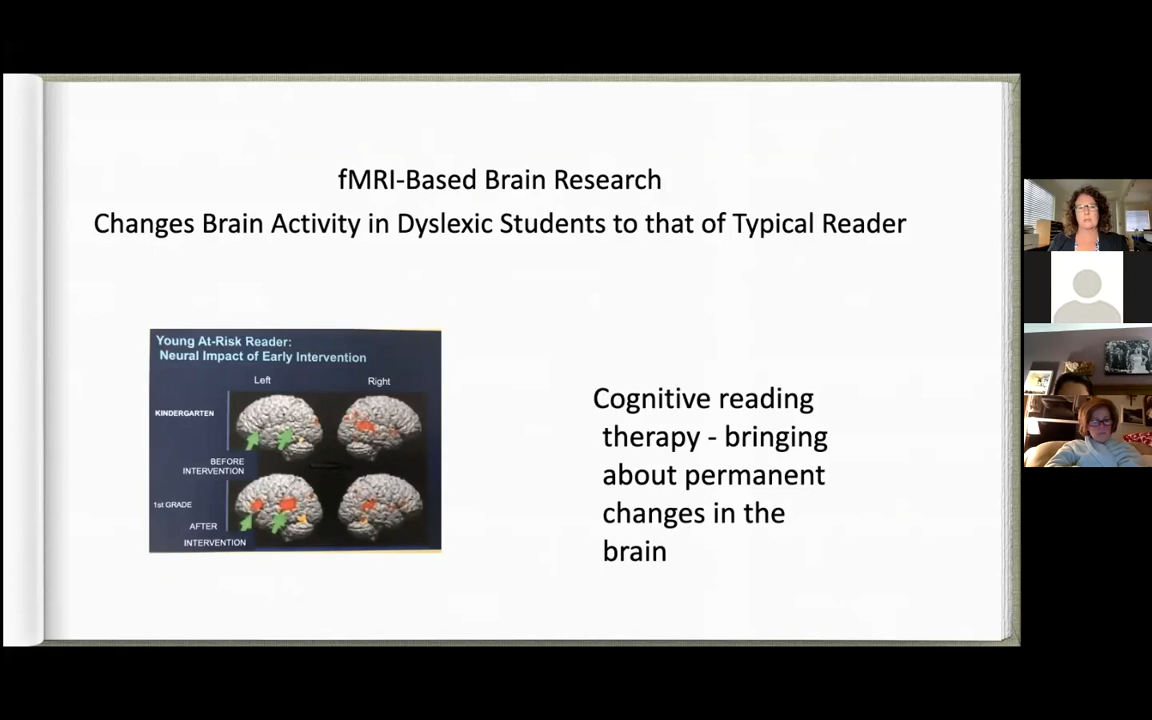 fMRI-Based Brain Research
Changes Brain Activity in Dyslexic Students to that of Typical Reader
Young At-Risk Reader:
Neural Impact of Early Intervention
Left Right
KINDERGARTEN
BEFORE
INTERVENTION
1st GRADE
AFTER
INTERVENTION
Cognitive reading
therapy - bringing
about permanent
changes in the
brain